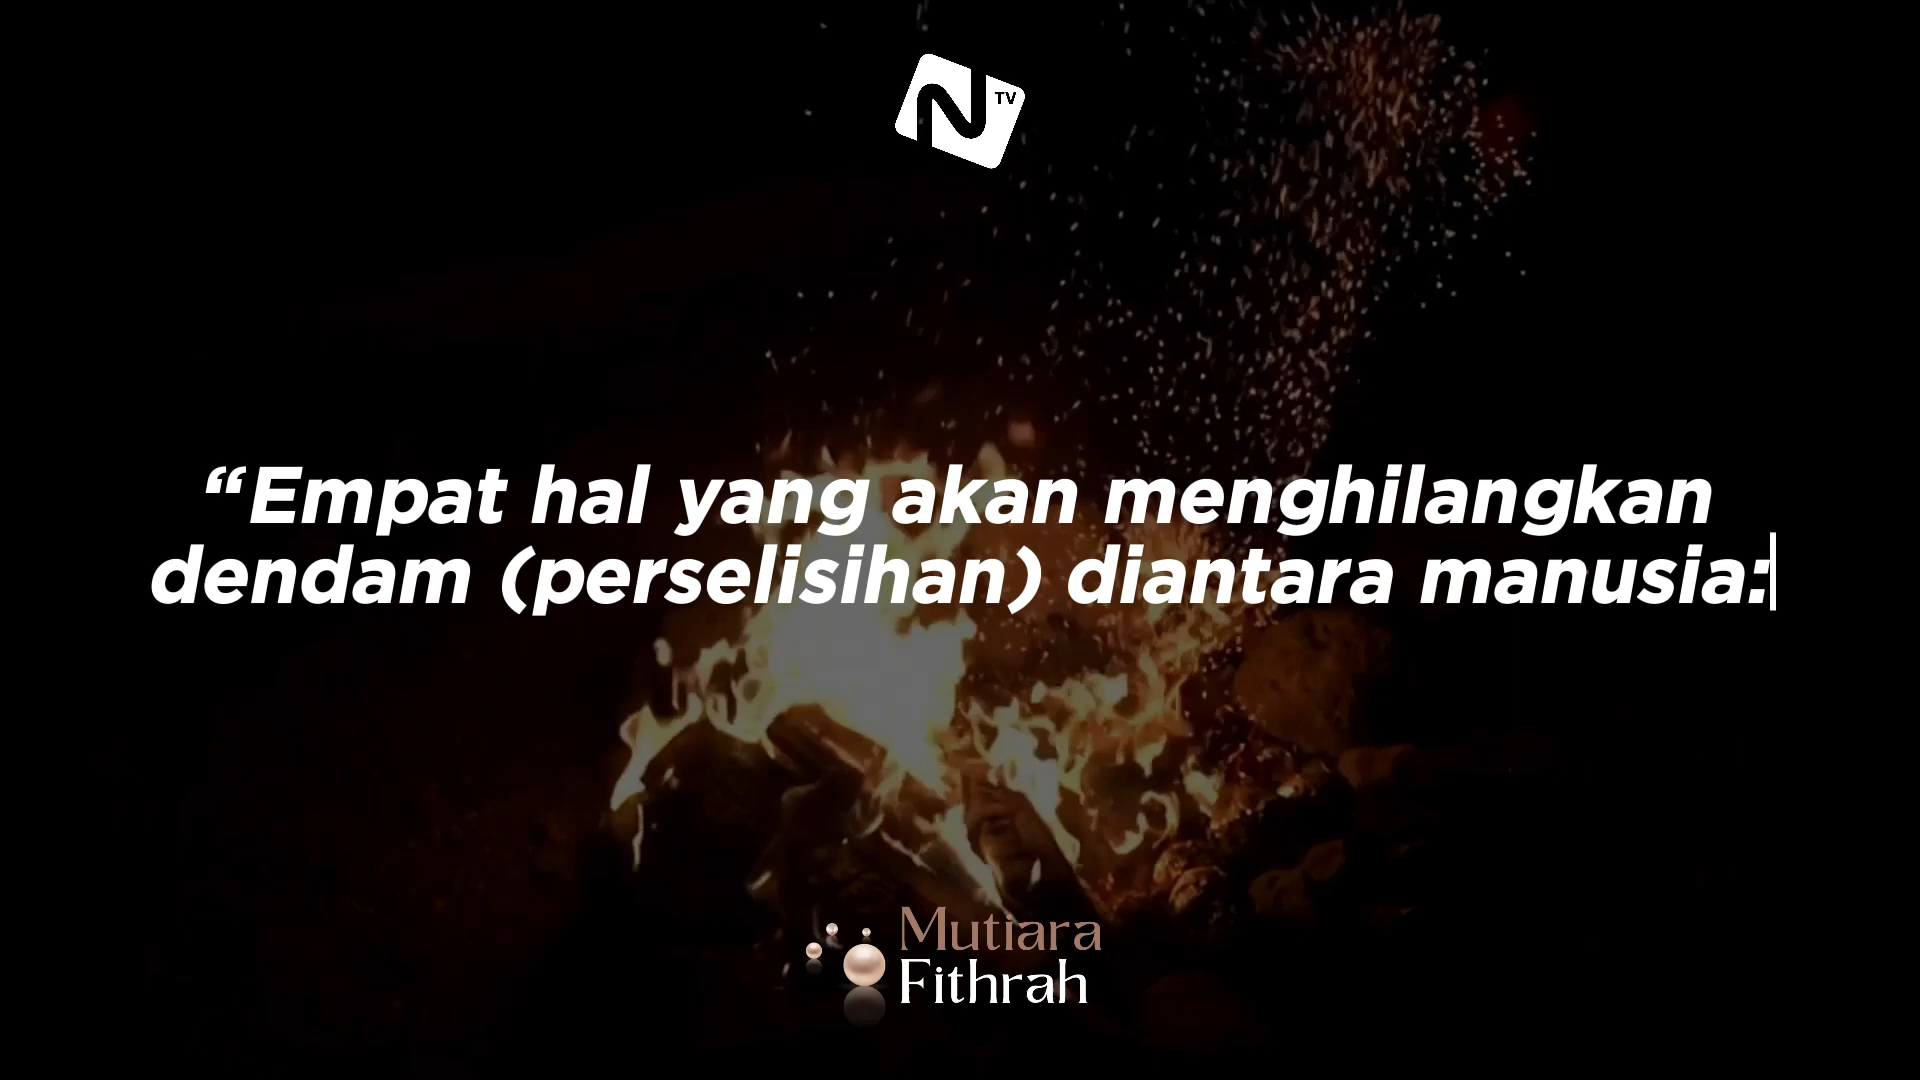 N TV
“Empat hal yang akan menghilangkan
dendam (perselisihan) diantara manusia:
Mutiara
Fithrah